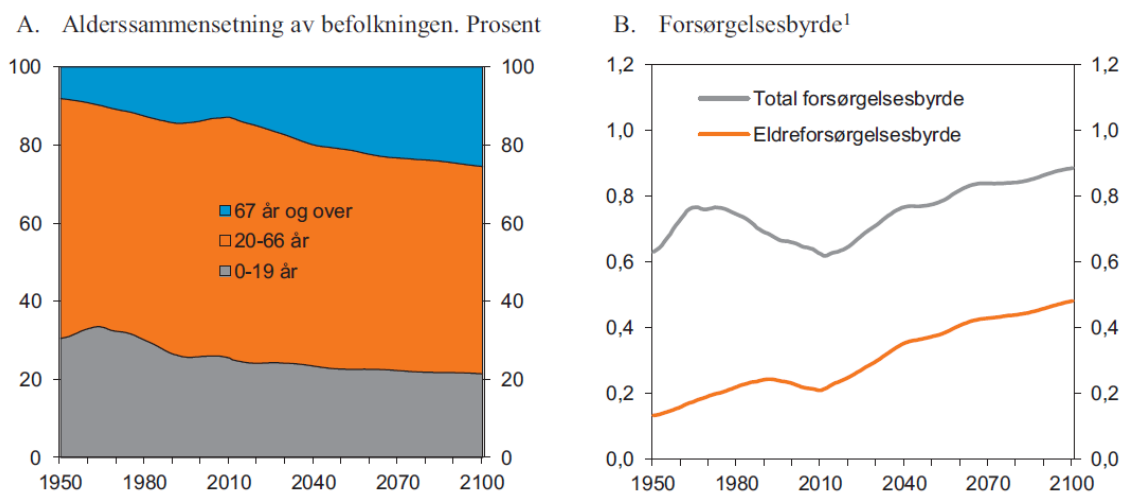 A. Alderssammensetning av befolkningen. Prosent
100
80
60
40
20
0
100
80
60
40
20
0
67 år og over
20-66 år
0-19 år
1950 1980 2010 2040 2070 2100
B. Forsørgelsesbyrde¹
1,2
1,0
0,8
0,6
0,4
0,2
0,0
1,2
1,0
0,8
0,6
0,4
0,2
0,0
Total forsørgelsesbyrde
Eldreforsørgelsesbyrde
1950 1980 2010 2040 2070 2100